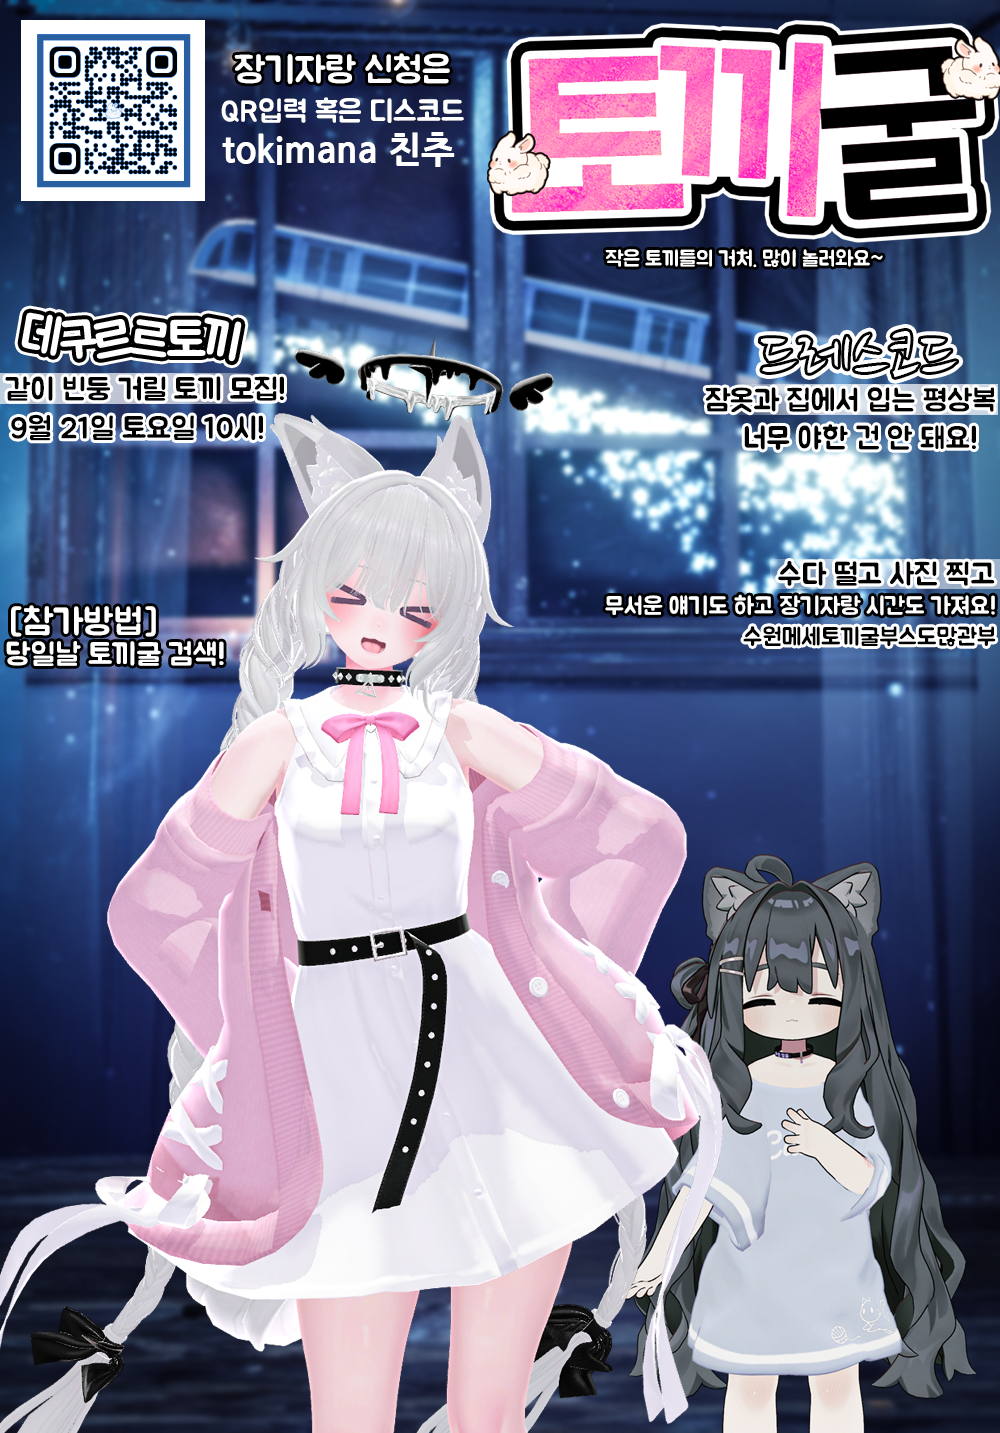 장기자랑 신청은
QR입력 혹은 디스코드
tokimana 친추
토끼굴
작은 토끼들의 거처. 많이 놀러와요~
데구르르토끼
같이 빈둥 거릴 토끼 모집!
9월 21일 토요일 10시!
드레스코드
잠옷과 집에서 입는 평상복
너무 야한 건 안 돼요!
수다 떨고 사진 찍고
무서운 얘기도 하고 장기자랑 시간도 가져요!
수원메세토끼굴부스도많관부
[참가방법]
당일날 토끼굴 검색!